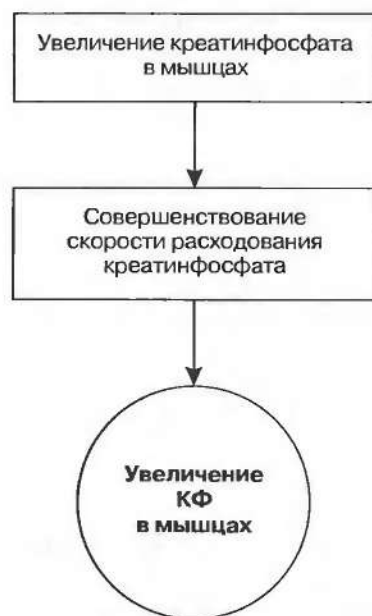 Увеличение креатинфосфата
в мышцах
Совершенствование
скорости расходования
креатинфосфата
Увеличение
КФ
в мышцах